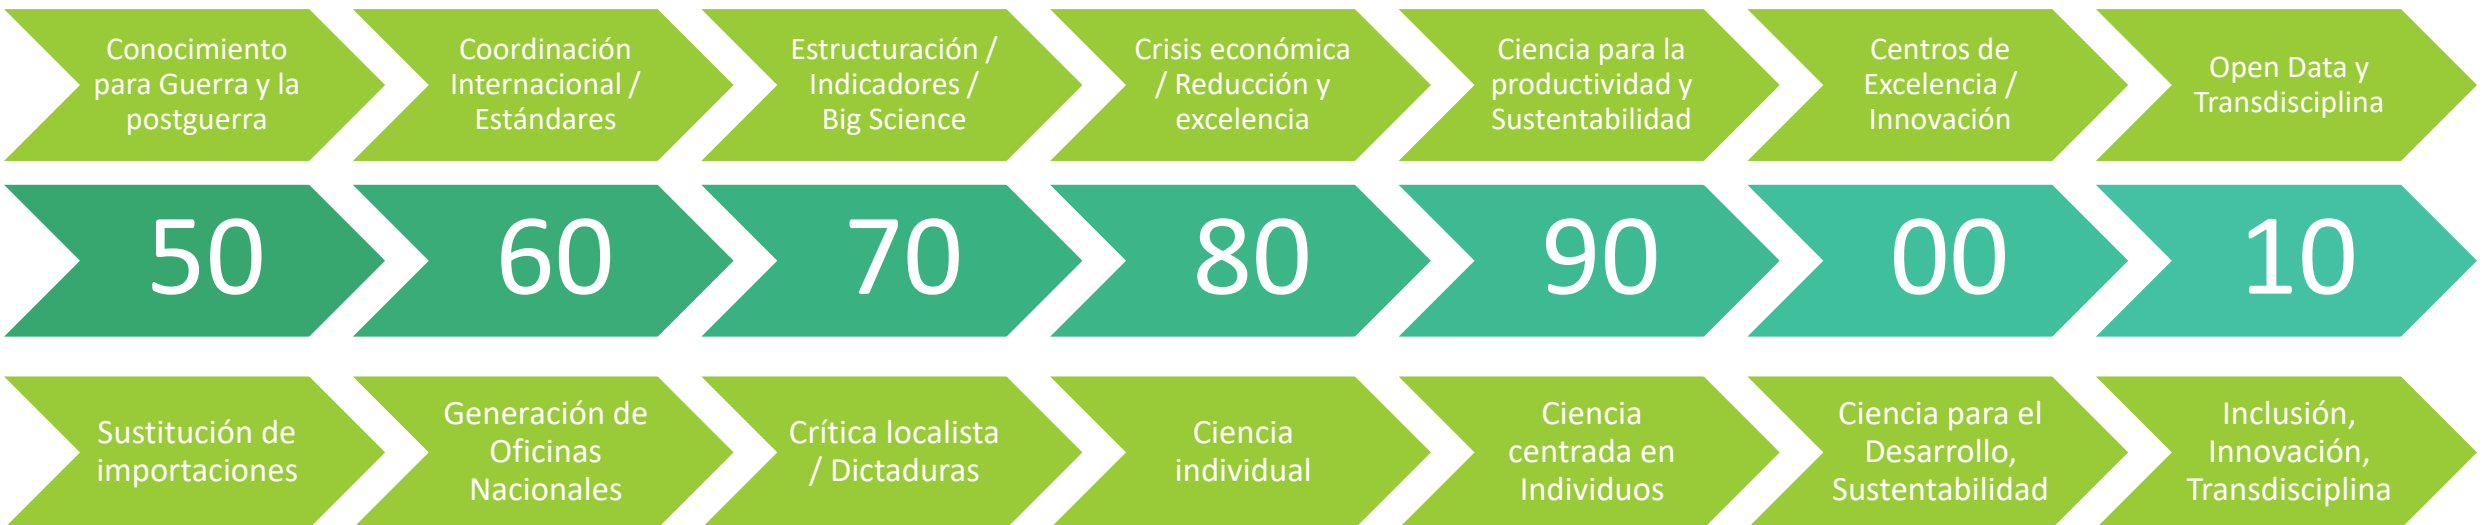 Conocimiento
para Guerra y la
postguerra
Coordinación
Internacional /
Estándares
Estructuración /
Indicadores /
Big Science
Crisis económica
/ Reducción y
excelencia
Ciencia para la
productividad y
Sustentabilidad
Centros de
Excelencia /
Innovación
Open Data y
Transdisciplina
50
60
70
80
90
00
10
Sustitución de
importaciones
Generación de
Oficinas
Nacionales
Crítica localista
/ Dictaduras
Ciencia
individual
Ciencia
centrada en
Individuos
Ciencia para el
Desarrollo,
Sustentabilidad
Inclusión,
Innovación,
Transdisciplina